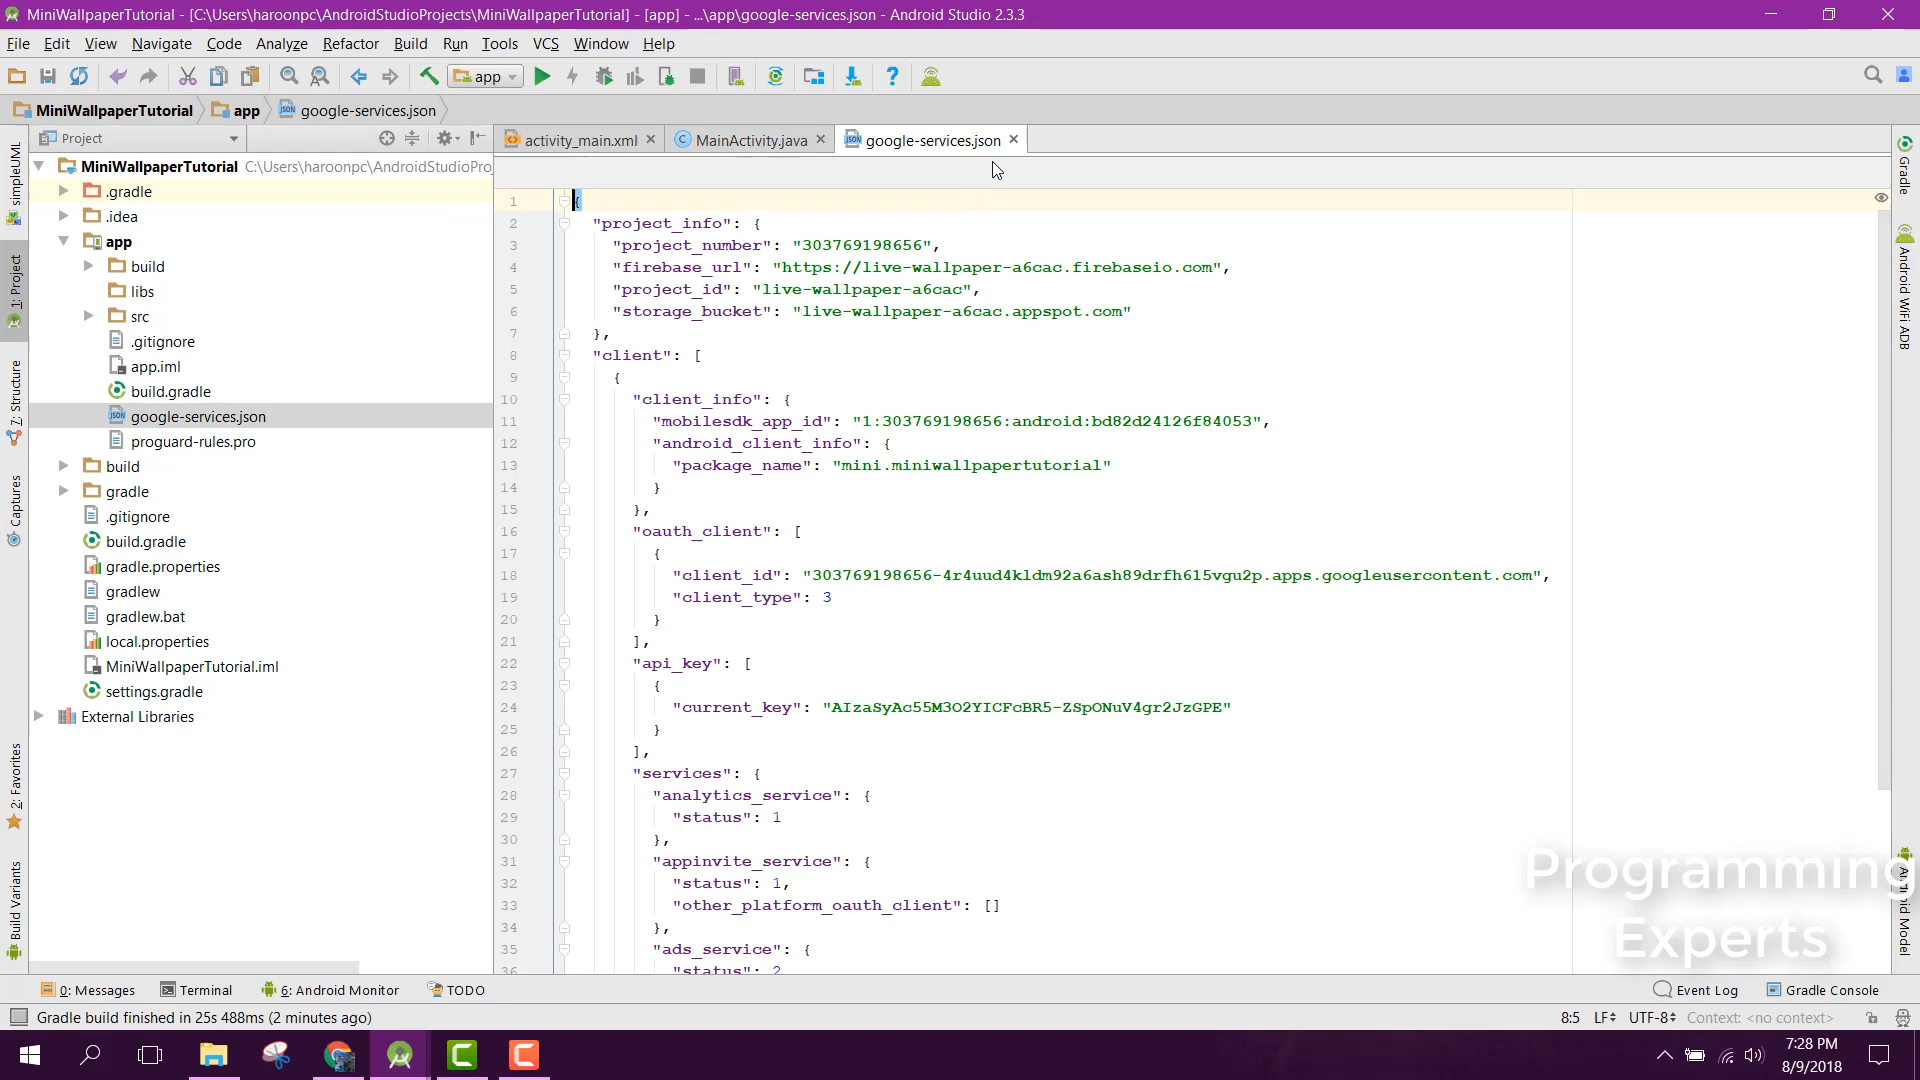 MiniWallpaperTutorial - [C:\Users\haroonpc\AndroidStudioProjects\MiniWallpaperTutorial] - [app] - ...\app\google-services.json - Android Studio 2.3.3
File Edit View Navigate Code Analyze Refactor Build Run Tools VCS Window Help
app
MiniWallpaperTutorial app google-services.json
Project
activity_main.xml MainActivity.java google-services.json
MiniWallpaperTutorial C:\Users\haroonpc\AndroidStudioPro
.gradle
.idea
app
build
libs
src
.gitignore
app.iml
build.gradle
google-services.json
proguard-rules.pro
build
gradle
.gitignore
build.gradle
gradle.properties
gradlew
gradlew.bat
local.properties
MiniWallpaperTutorial.iml
settings.gradle
External Libraries
simpleUML
1: Project
7: Structure
Captures
2: Favorites
Build Variants
1 {
2 "project_info": {
3 "project_number": "303769198656",
4 "firebase_url": "https://live-wallpaper-a6cac.firebaseio.com",
5 "project_id": "live-wallpaper-a6cac",
6 "storage_bucket": "live-wallpaper-a6cac.appspot.com"
7 },
8 "client": [
9 {
10 "client_info": {
11 "mobilesdk_app_id": "1:303769198656:android:bd82d24126f84053",
12 "android_client_info": {
13 "package_name": "mini.miniwallpapertutorial"
14 }
15 },
16 "oauth_client": [
17 {
18 "client_id": "303769198656-4r4uud4kldm92a6ash89drfh615vgu2p.apps.googleusercontent.com",
19 "client_type": 3
20 }
21 ],
22 "api_key": [
23 {
24 "current_key": "AIzaSyAc55M3O2YICFcBR5-ZSpONuV4gr2JzGPE"
25 }
26 ],
27 "services": {
28 "analytics_service": {
29 "status": 1
30 },
31 "appinvite_service": {
32 "status": 1,
33 "other_platform_oauth_client": []
34 },
35 "ads_service": {
36 "status": 2
Gradle
Android WiFi ADB
Android Model
Programming
Experts
0: Messages Terminal 6: Android Monitor TODO Event Log Gradle Console
Gradle build finished in 25s 488ms (2 minutes ago) 8:5 LF UTF-8 Context: <no context>
7:28 PM
8/9/2018